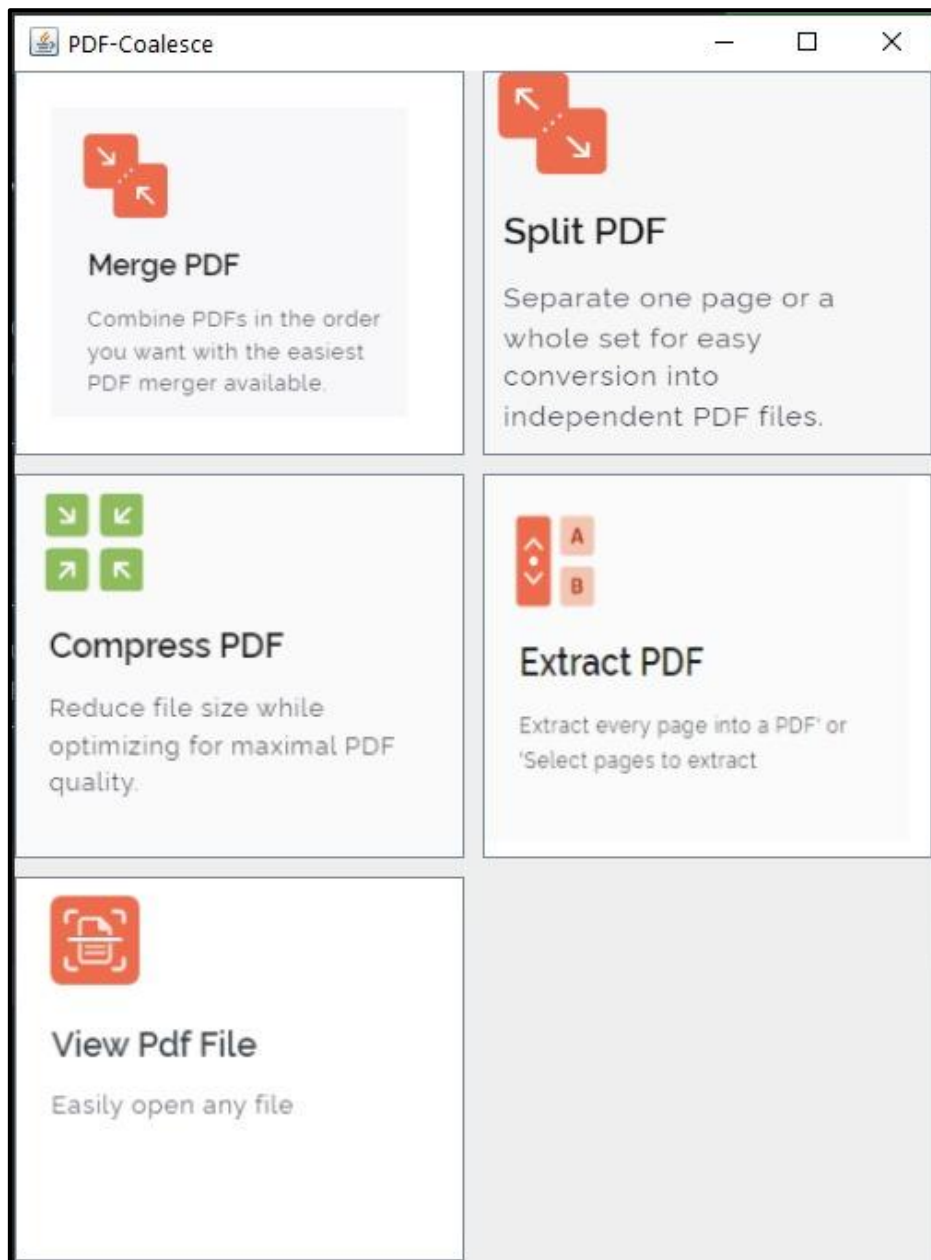 PDF-Coalesce
Merge PDF
Combine PDFs in the order
you want with the easiest
PDF merger available.
Split PDF
Separate one page or a
whole set for easy
conversion into
independent PDF files.
Compress PDF
Reduce file size while
optimizing for maximal PDF
quality.
A
B
Extract PDF
Extract every page into a PDF' or
'Select pages to extract
View Pdf File
Easily open any file